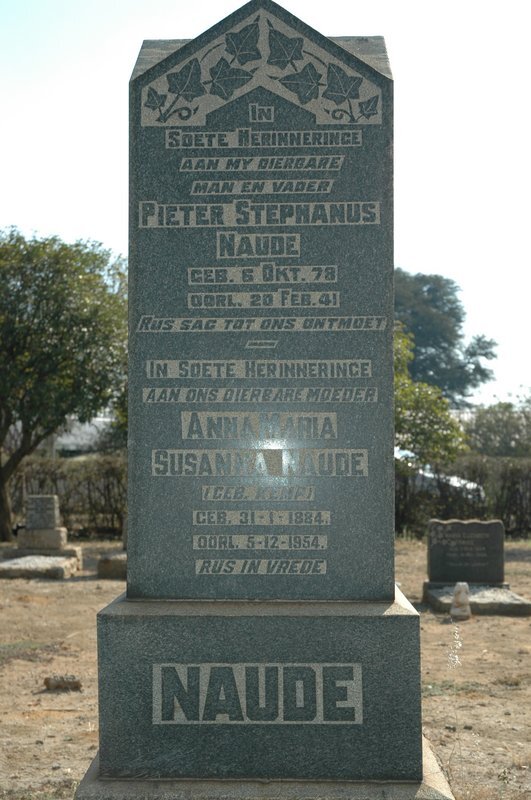 In
Soete Herinneringe
aan my dierbare
man en vader
Pieter Stephanus
Naude
geb. 6 Okt. 78
oorl. 20 Feb. 41
Rus sag tot ons ontmoet
In Soete Herinneringe
aan ons dierbare moeder
Anna Maria
Susanna Naude
(geb. Kemp)
geb. 31-1-1884.
oorl. 5-12-1954.
Rus in vrede
NAUDE